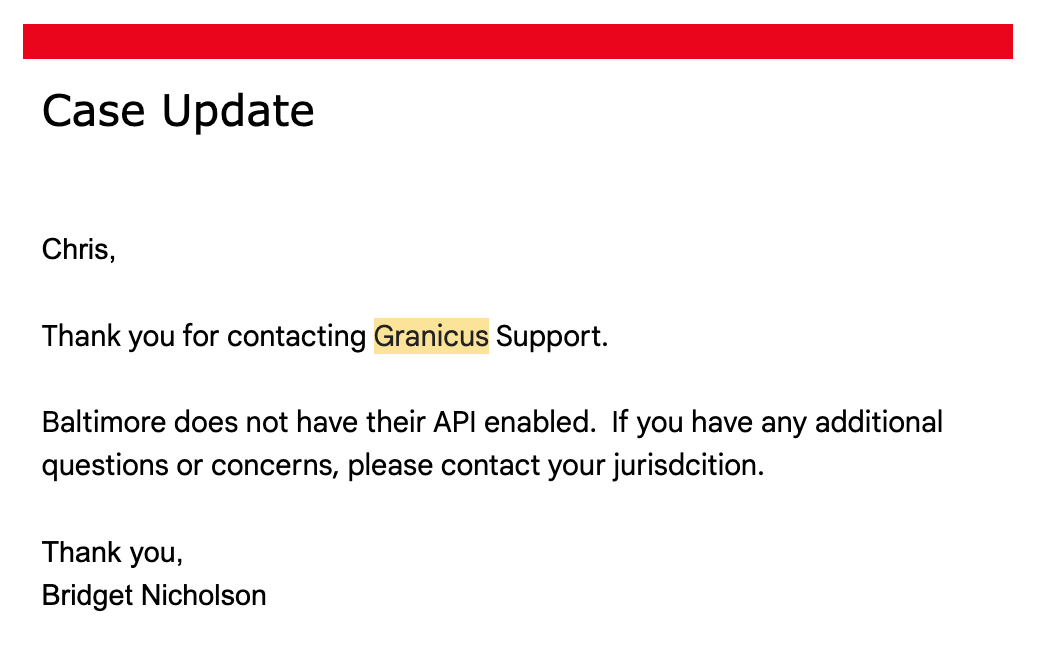 Case Update
Chris,
Thank you for contacting Granicus Support.
Baltimore does not have their API enabled.  If you have any additional
questions or concerns, please contact your jurisdcition.
Thank you,
Bridget Nicholson